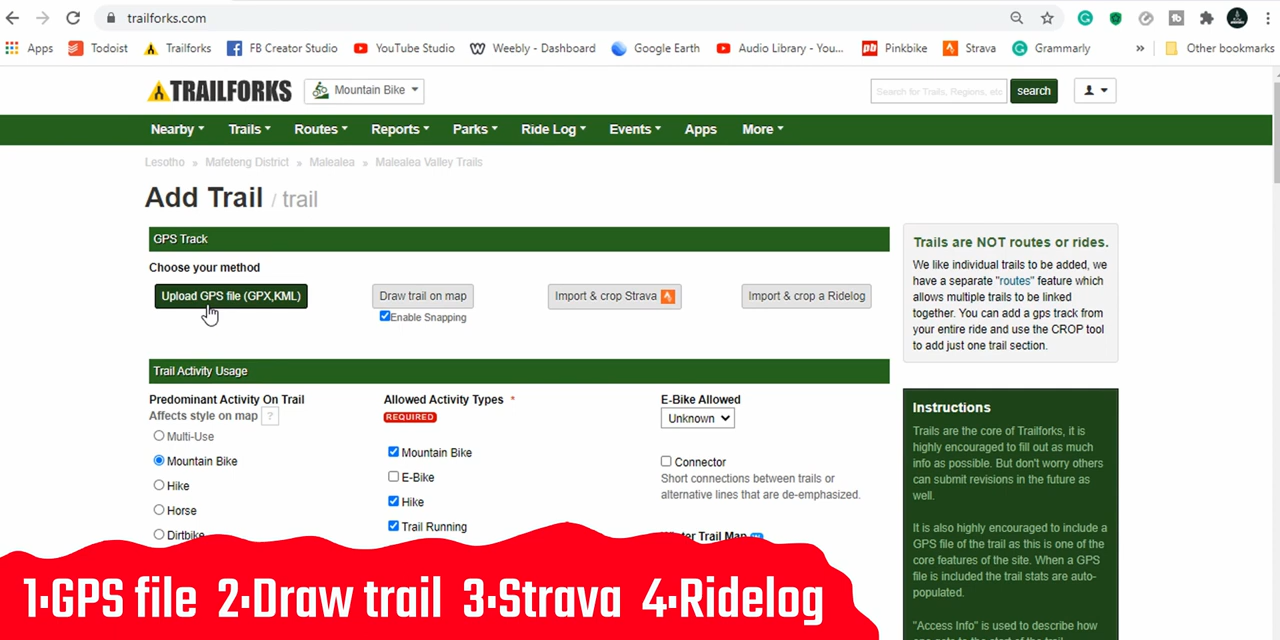 trailforks.com
Apps Todoist Trailforks FB Creator Studio YouTube Studio Weebly - Dashboard Google Earth Audio Library - You... Pinkbike Strava Grammarly » Other bookmarks
TRAILFORKS Mountain Bike Search for Trails, Regions, etc search
Nearby Trails Routes Reports Parks Ride Log Events Apps More
Lesotho » Mafeteng District » Malealea » Malealea Valley Trails
Add Trail / trail
GPS Track
Choose your method
Upload GPS file (GPX,KML) Draw trail on map Import & crop Strava Import & crop a Ridelog
Enable Snapping
Trail Activity Usage
Predominant Activity On Trail
Affects style on map ?
Multi-Use
Mountain Bike
Hike
Horse
Dirtbike
Allowed Activity Types *
REQUIRED
Mountain Bike
E-Bike
Hike
Trail Running
E-Bike Allowed
Unknown
Connector
Short connections between trails or
alternative lines that are de-emphasized.
Trails are NOT routes or rides.
We like individual trails to be added, we
have a separate "routes" feature which
allows multiple trails to be linked
together. You can add a gps track from
your entire ride and use the CROP tool
to add just one trail section.
Instructions
Trails are the core of Trailforks, it is
highly encouraged to fill out as much
info as possible. But don't worry others
can submit revisions in the future as
well.
It is also highly encouraged to include a
GPS file of the trail as this is one of the
core features of the site. When a GPS
file is included the trail stats are auto-
populated.
"Access Info" is used to describe how
1•GPS file 2•Draw trail 3•Strava 4•Ridelog